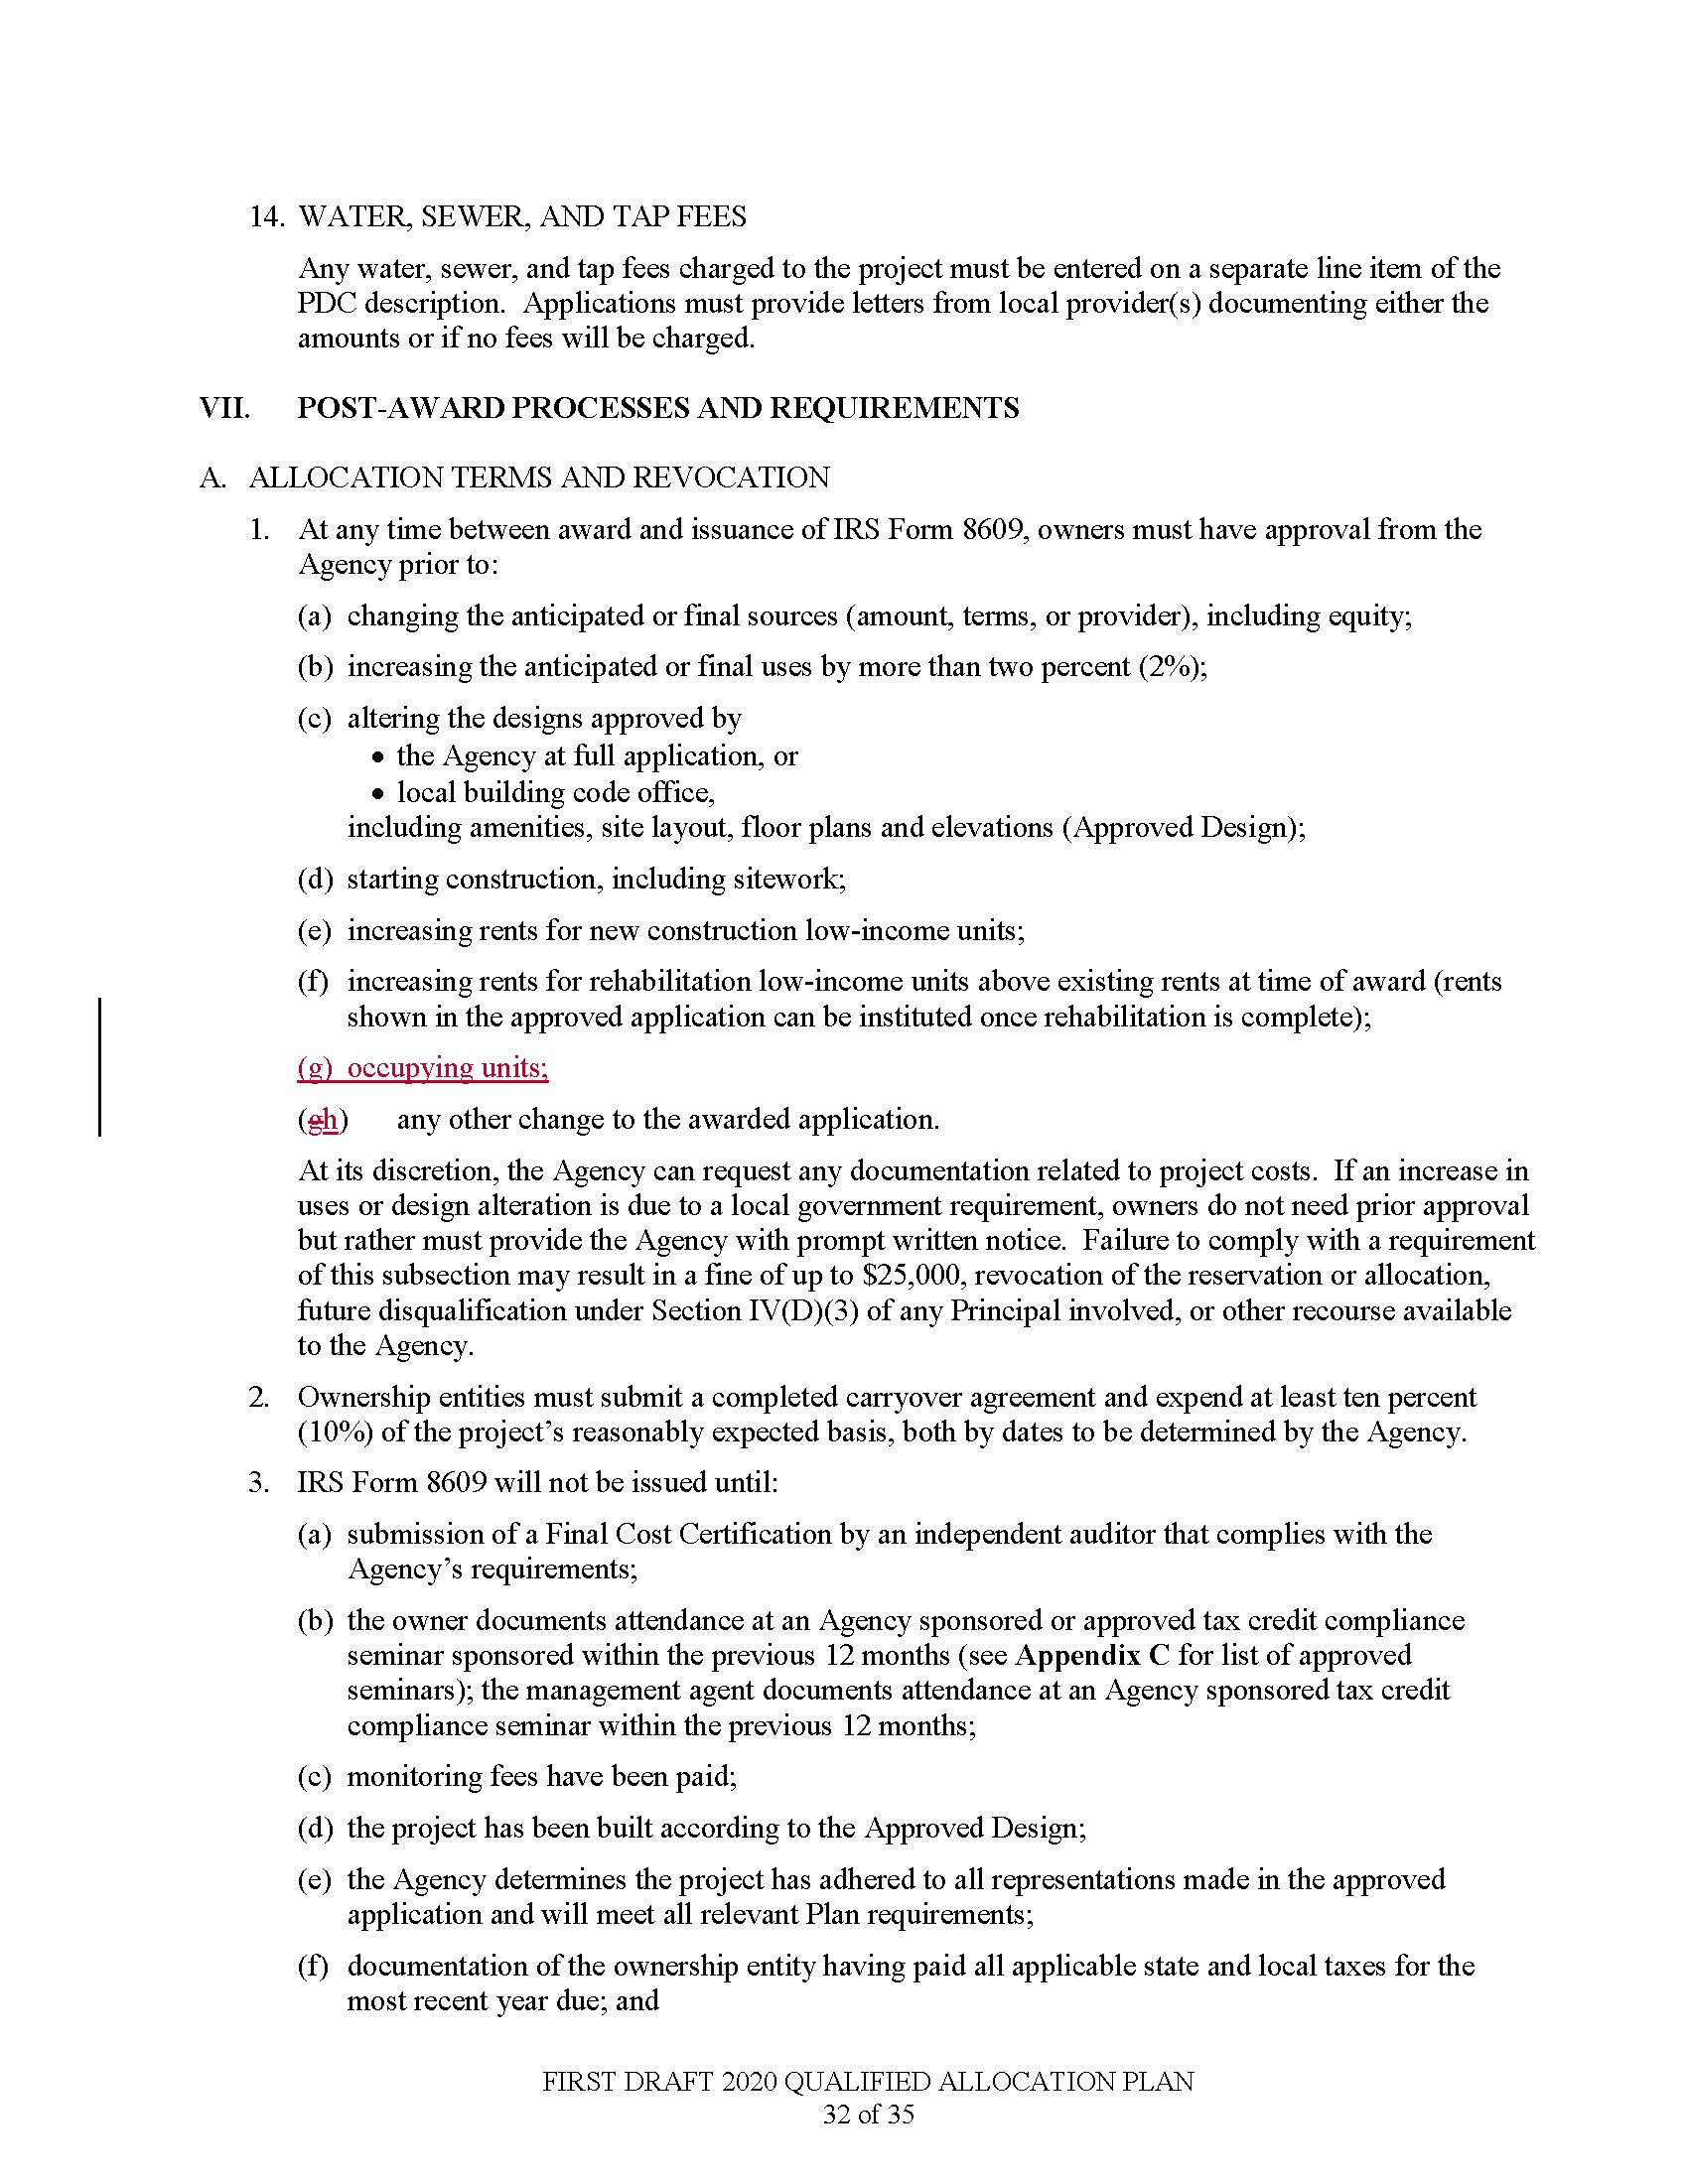 14. WATER, SEWER, AND TAP FEES
Any water, sewer, and tap fees charged to the project must be entered on a separate line item of the
PDC description.  Applications must provide letters from local provider(s) documenting either the
amounts or if no fees will be charged.
VII. POST-AWARD PROCESSES AND REQUIREMENTS
A. ALLOCATION TERMS AND REVOCATION
1. At any time between award and issuance of IRS Form 8609, owners must have approval from the
Agency prior to:
(a) changing the anticipated or final sources (amount, terms, or provider), including equity;
(b) increasing the anticipated or final uses by more than two percent (2%);
(c) altering the designs approved by
• the Agency at full application, or
• local building code office,
including amenities, site layout, floor plans and elevations (Approved Design);
(d) starting construction, including sitework;
(e) increasing rents for new construction low-income units;
(f) increasing rents for rehabilitation low-income units above existing rents at time of award (rents
shown in the approved application can be instituted once rehabilitation is complete);
(g) occupying units;
(gh) any other change to the awarded application.
At its discretion, the Agency can request any documentation related to project costs.  If an increase in
uses or design alteration is due to a local government requirement, owners do not need prior approval
but rather must provide the Agency with prompt written notice.  Failure to comply with a requirement
of this subsection may result in a fine of up to $25,000, revocation of the reservation or allocation,
future disqualification under Section IV(D)(3) of any Principal involved, or other recourse available
to the Agency.
2. Ownership entities must submit a completed carryover agreement and expend at least ten percent
(10%) of the project’s reasonably expected basis, both by dates to be determined by the Agency.
3. IRS Form 8609 will not be issued until:
(a) submission of a Final Cost Certification by an independent auditor that complies with the
Agency’s requirements;
(b) the owner documents attendance at an Agency sponsored or approved tax credit compliance
seminar sponsored within the previous 12 months (see Appendix C for list of approved
seminars); the management agent documents attendance at an Agency sponsored tax credit
compliance seminar within the previous 12 months;
(c) monitoring fees have been paid;
(d) the project has been built according to the Approved Design;
(e) the Agency determines the project has adhered to all representations made in the approved
application and will meet all relevant Plan requirements;
(f) documentation of the ownership entity having paid all applicable state and local taxes for the
most recent year due; and
FIRST DRAFT 2020 QUALIFIED ALLOCATION PLAN
32 of 35